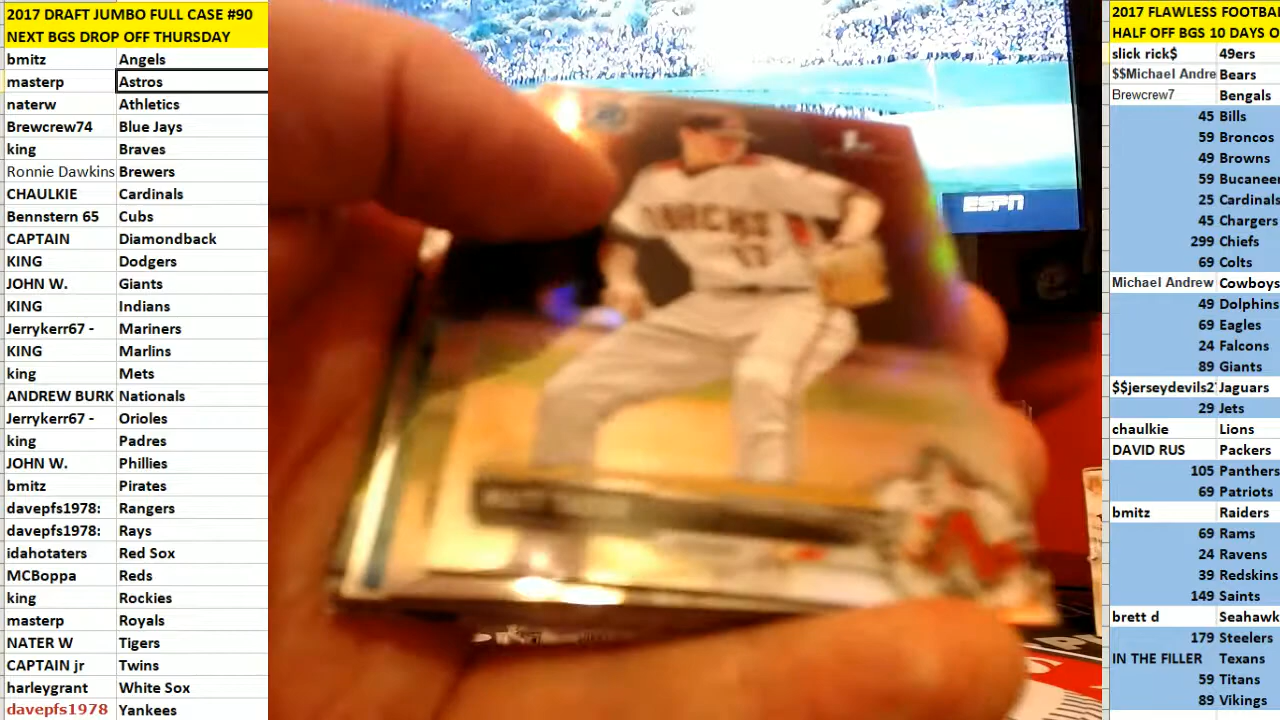 2017 DRAFT JUMBO FULL CASE #90
NEXT BGS DROP OFF THURSDAY
bmitz Angels
masterp Astros
naterw Athletics
Brewcrew74 Blue Jays
king Braves
Ronnie Dawkins Brewers
CHAULKIE Cardinals
Bennstern 65 Cubs
CAPTAIN Diamondback
KING Dodgers
JOHN W. Giants
KING Indians
Jerrykerr67 - Mariners
KING Marlins
king Mets
ANDREW BURK Nationals
Jerrykerr67 - Orioles
king Padres
JOHN W. Phillies
bmitz Pirates
davepfs1978: Rangers
davepfs1978: Rays
idahotaters Red Sox
MCBoppa Reds
king Rockies
masterp Royals
NATER W Tigers
CAPTAIN jr Twins
harleygrant White Sox
davepfs1978 Yankees
ESPN
2017 FLAWLESS FOOTBA
HALF OFF BGS 10 DAYS O
slick rick$ 49ers
$$Michael Andre Bears
Brewcrew7 Bengals
45 Bills
59 Broncos
49 Browns
59 Bucaneer
25 Cardinals
45 Chargers
299 Chiefs
69 Colts
Michael Andrew Cowboys
49 Dolphins
69 Eagles
24 Falcons
89 Giants
$$jerseydevils2 Jaguars
29 Jets
chaulkie Lions
DAVID RUS Packers
105 Panthers
69 Patriots
bmitz Raiders
69 Rams
24 Ravens
39 Redskins
149 Saints
brett d Seahawk
179 Steelers
IN THE FILLER Texans
59 Titans
89 Vikings